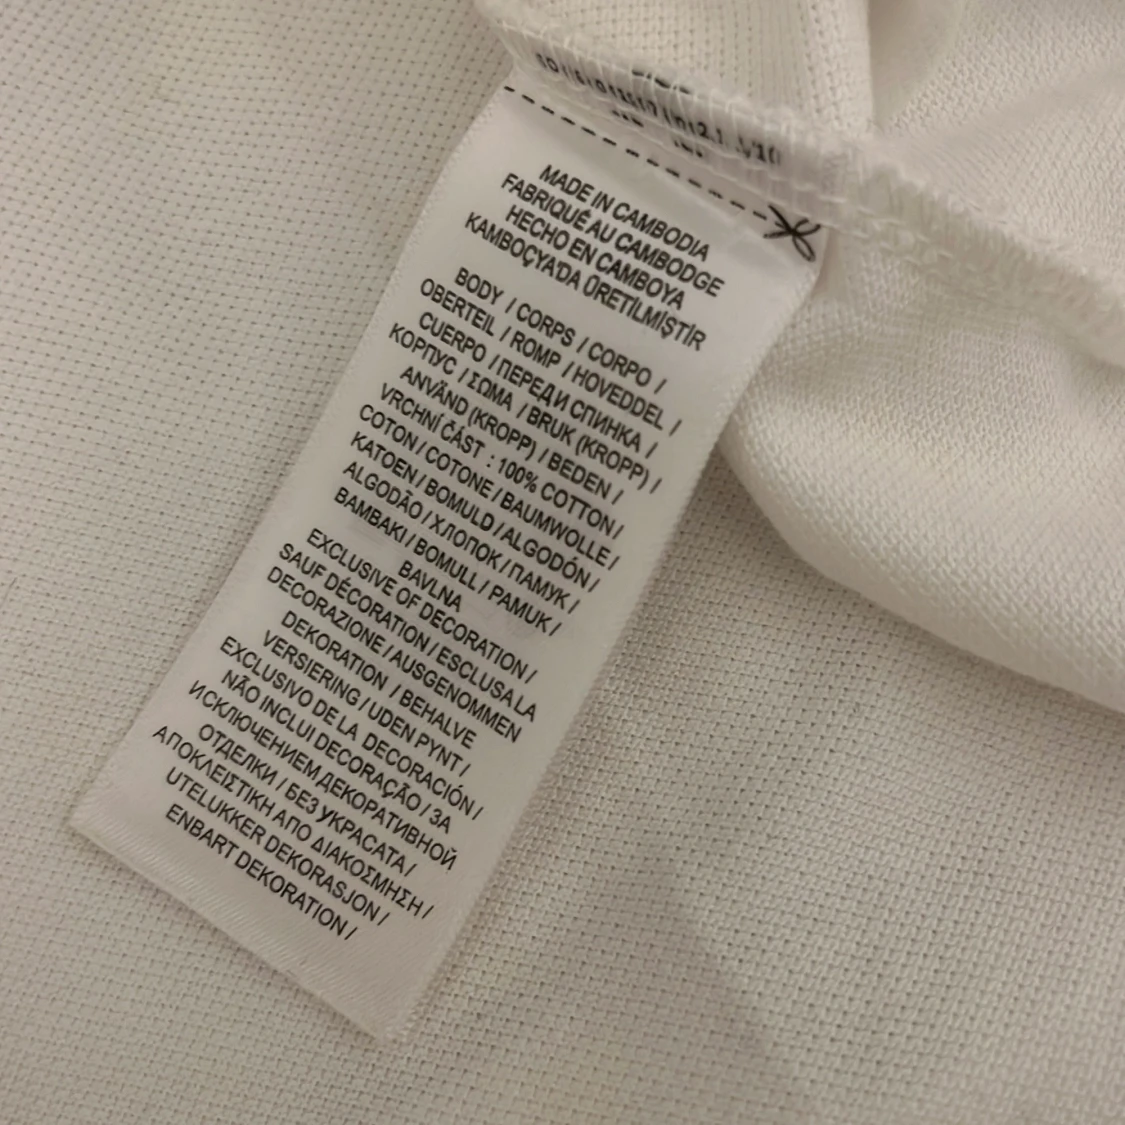 MADE IN CAMBODIA
FABRIQUÉ AU CAMBODGE
HECHO EN CAMBOYA
KAMBOÇYA'DA ÜRETİLMİŞTİR
BODY / CORPS / CORPO /
OBERTEIL / ROMP / HOVEDDEL /
CUERPO / ПЕРЕД И СПИНКА /
КОРПУС / ΣΩΜΑ / BRUK (KROPP) /
ANVÄND (KROPP) / BEDEN /
VRCHNÍ ČÁST : 100% COTTON /
COTON / COTONE / BAUMWOLLE /
KATOEN / BOMULD / ALGODÓN /
ALGODÃO / ХЛОПОК / ПАМУК /
BAMBAKI / BOMULL / PAMUK /
BAVLNA
EXCLUSIVE OF DECORATION /
SAUF DÉCORATION / ESCLUSA LA
DECORAZIONE / AUSGENOMMEN
DEKORATION / BEHALVE
VERSIERING / UDEN PYNT /
EXCLUSIVO DE LA DECORACIÓN /
NÃO INCLUI DECORAÇÃO / ЗА
ИСКЛЮЧЕНИЕМ ДЕКОРАТИВНОЙ
ОТДЕЛКИ / БЕЗ УКРАСАТА /
ΑΠΟΚΛΕΙΣΤΙΚΗ ΑΠΟ ΔΙΑΚΟΣΜΗΣΗ /
UTELUKKER DEKORASJON /
ENBART DEKORATION /